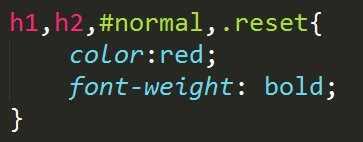 h1,h2,#normal,.reset{
    color:red;
    font-weight: bold;
}